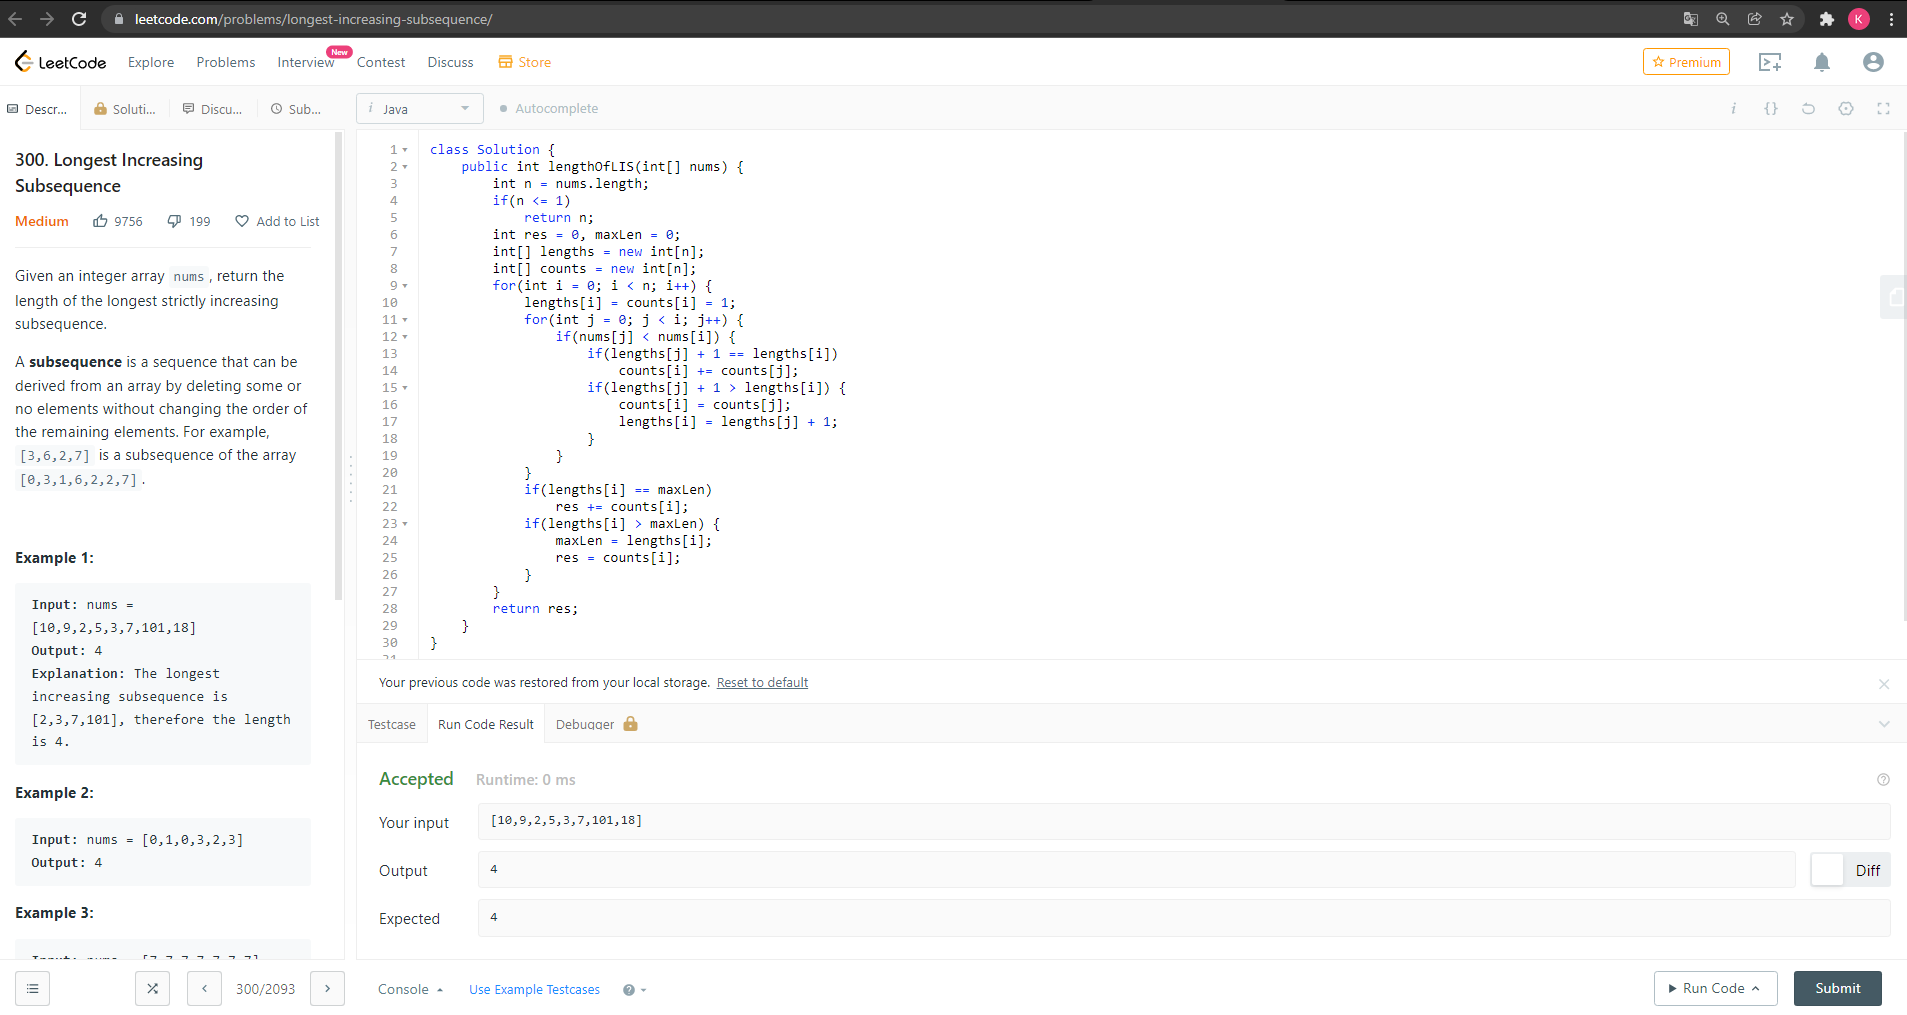 leetcode.com/problems/longest-increasing-subsequence/
K
LeetCode Explore Problems Interview New Contest Discuss Store
Premium
Descr... Soluti... Discu... Sub...
i Java Autocomplete
i {}
300. Longest Increasing
Subsequence
Medium 9756 199 Add to List
Given an integer array nums , return the
length of the longest strictly increasing
subsequence.
A subsequence is a sequence that can be
derived from an array by deleting some or
no elements without changing the order of
the remaining elements. For example,
[3,6,2,7] is a subsequence of the array
[0,3,1,6,2,2,7] .
Example 1:
Input: nums =
[10,9,2,5,3,7,101,18]
Output: 4
Explanation: The longest
increasing subsequence is
[2,3,7,101], therefore the length
is 4.
Example 2:
Input: nums = [0,1,0,3,2,3]
Output: 4
Example 3:
Input: nums = [7,7,7,7,7,7,7]
300/2093
1 class Solution {
2 public int lengthOfLIS(int[] nums) {
3 int n = nums.length;
4 if(n <= 1)
5 return n;
6 int res = 0, maxLen = 0;
7 int[] lengths = new int[n];
8 int[] counts = new int[n];
9 for(int i = 0; i < n; i++) {
10 lengths[i] = counts[i] = 1;
11 for(int j = 0; j < i; j++) {
12 if(nums[j] < nums[i]) {
13 if(lengths[j] + 1 == lengths[i])
14 counts[i] += counts[j];
15 if(lengths[j] + 1 > lengths[i]) {
16 counts[i] = counts[j];
17 lengths[i] = lengths[j] + 1;
18 }
19 }
20 }
21 if(lengths[i] == maxLen)
22 res += counts[i];
23 if(lengths[i] > maxLen) {
24 maxLen = lengths[i];
25 res = counts[i];
26 }
27 }
28 return res;
29 }
30 }
31
Your previous code was restored from your local storage. Reset to default
Testcase Run Code Result Debugger
Accepted Runtime: 0 ms
Your input [10,9,2,5,3,7,101,18]
Output 4 Diff
Expected 4
Console Use Example Testcases Run Code Submit